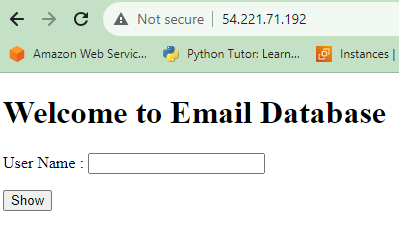 Not secure | 54.221.71.192
Amazon Web Servic... Python Tutor: Learn... Instances |
Welcome to Email Database
User Name :
Show